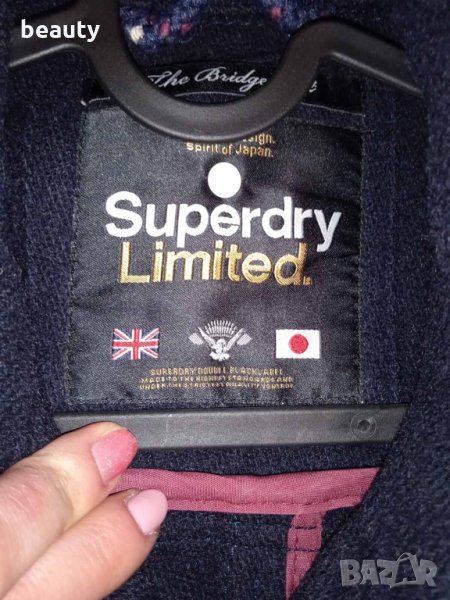 beauty
The Bridge
Spirit of Japan.
Superdry
Limited.
SUPERDRY DOUBLE BLACK LABEL
MADE TO THE HIGHEST STANDARDS AND
UNDER THE STRICTEST QUALITY CONTROL
BAZAR